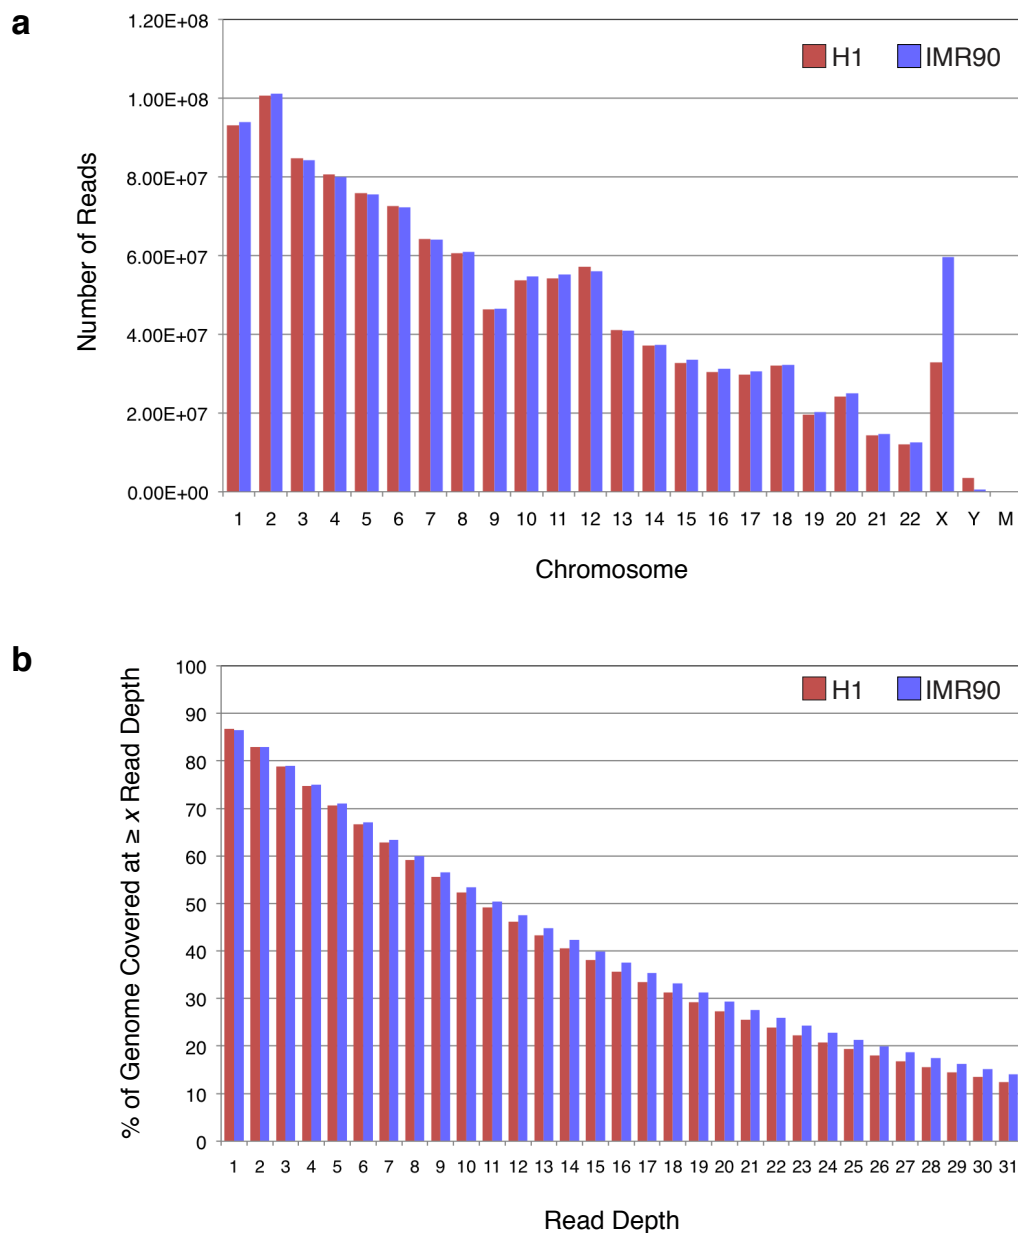 a
Number of Reads
1.20E+08
1.00E+08
8.00E+07
6.00E+07
4.00E+07
2.00E+07
0.00E+00
H1 IMR90
1 2 3 4 5 6 7 8 9 10 11 12 13 14 15 16 17 18 19 20 21 22 X Y M
Chromosome
b
% of Genome Covered at ≥ x Read Depth
100
90
80
70
60
50
40
30
20
10
0
H1 IMR90
1 2 3 4 5 6 7 8 9 10 11 12 13 14 15 16 17 18 19 20 21 22 23 24 25 26 27 28 29 30 31
Read Depth